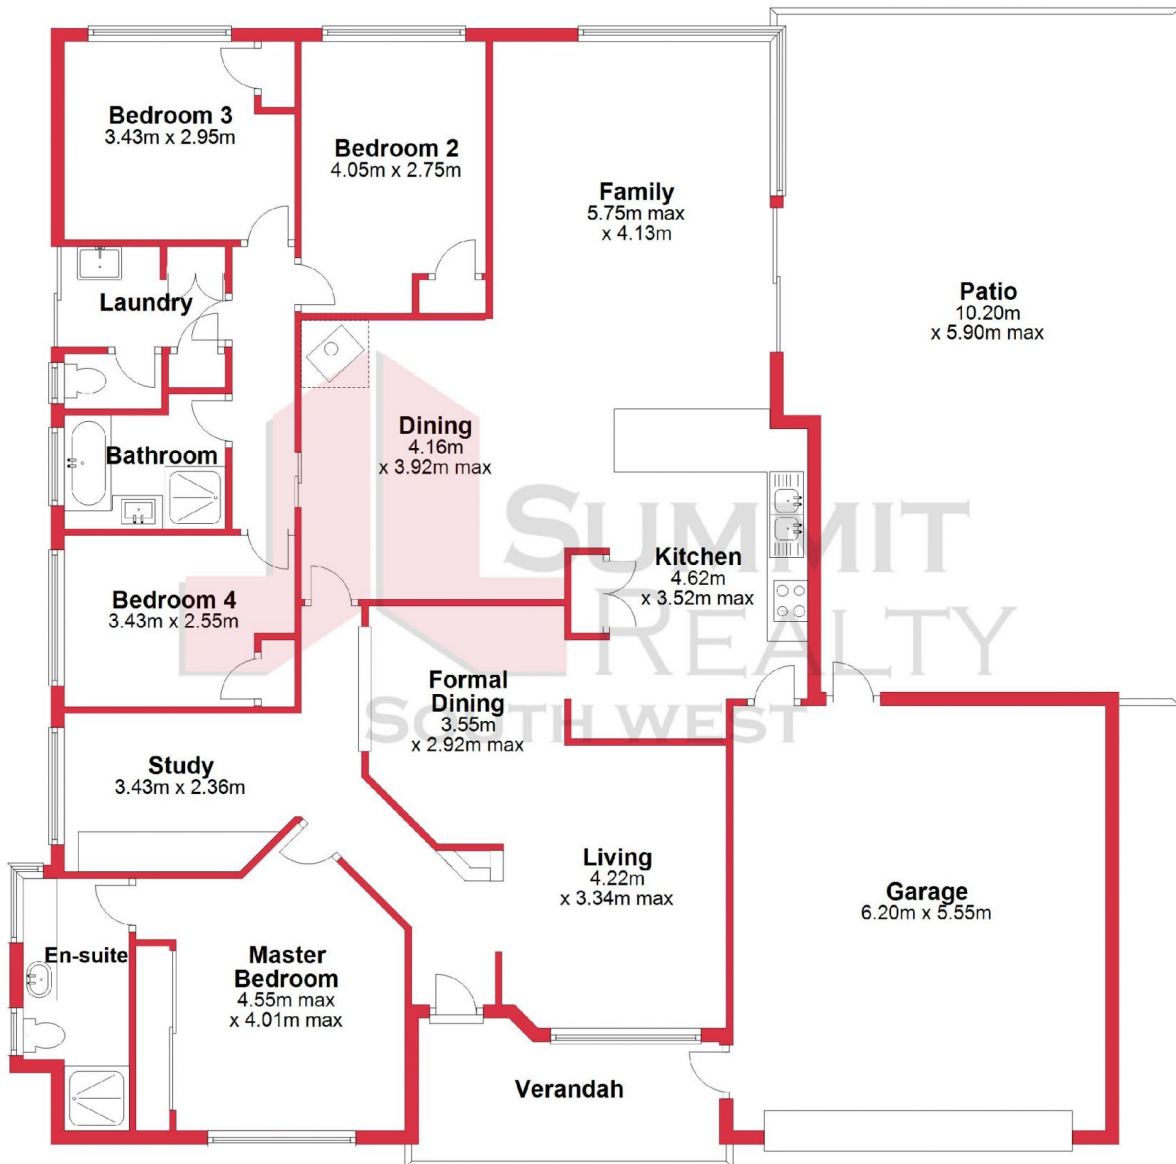 Bedroom 3
3.43m x 2.95m
Bedroom 2
4.05m x 2.75m
Family
5.75m max
x 4.13m
Patio
10.20m
x 5.90m max
Laundry
Dining
4.16m
x 3.92m max
Bathroom
SUMMIT
REALTY
SOUTH WEST
Kitchen
4.62m
x 3.52m max
Bedroom 4
3.43m x 2.55m
Formal
Dining
3.55m
x 2.92m max
Study
3.43m x 2.36m
Living
4.22m
x 3.34m max
Garage
6.20m x 5.55m
En-suite
Master
Bedroom
4.55m max
x 4.01m max
Verandah